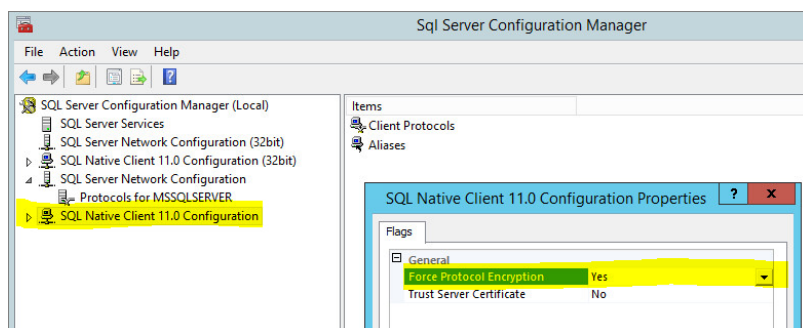 Sql Server Configuration Manager
File Action View Help
SQL Server Configuration Manager (Local)
SQL Server Services
SQL Server Network Configuration (32bit)
SQL Native Client 11.0 Configuration (32bit)
SQL Server Network Configuration
Protocols for MSSQLSERVER
SQL Native Client 11.0 Configuration
Items
Client Protocols
Aliases
SQL Native Client 11.0 Configuration Properties ? x
Flags
General
Force Protocol Encryption Yes
Trust Server Certificate No